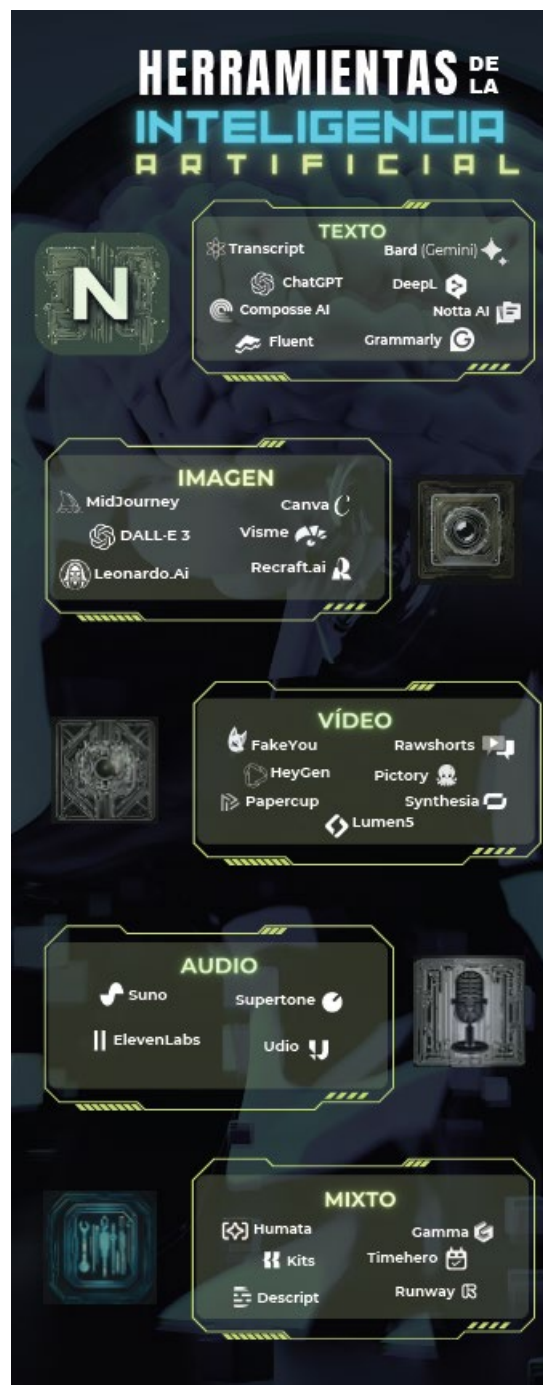 HERRAMIENTAS DE LA
INTELIGENCIA
ARTIFICIAL
N
TEXTO
Transcript Bard (Gemini)
ChatGPT DeepL
Composse AI Notta AI
Fluent Grammarly
IMAGEN
MidJourney Canva
DALL-E 3 Visme
Leonardo.Ai Recraft.ai
VÍDEO
FakeYou Rawshorts
HeyGen Pictory
Papercup Synthesia
Lumen5
AUDIO
Suno Supertone
ElevenLabs Udio
MIXTO
Humata Gamma
Kits Timehero
Descript Runway